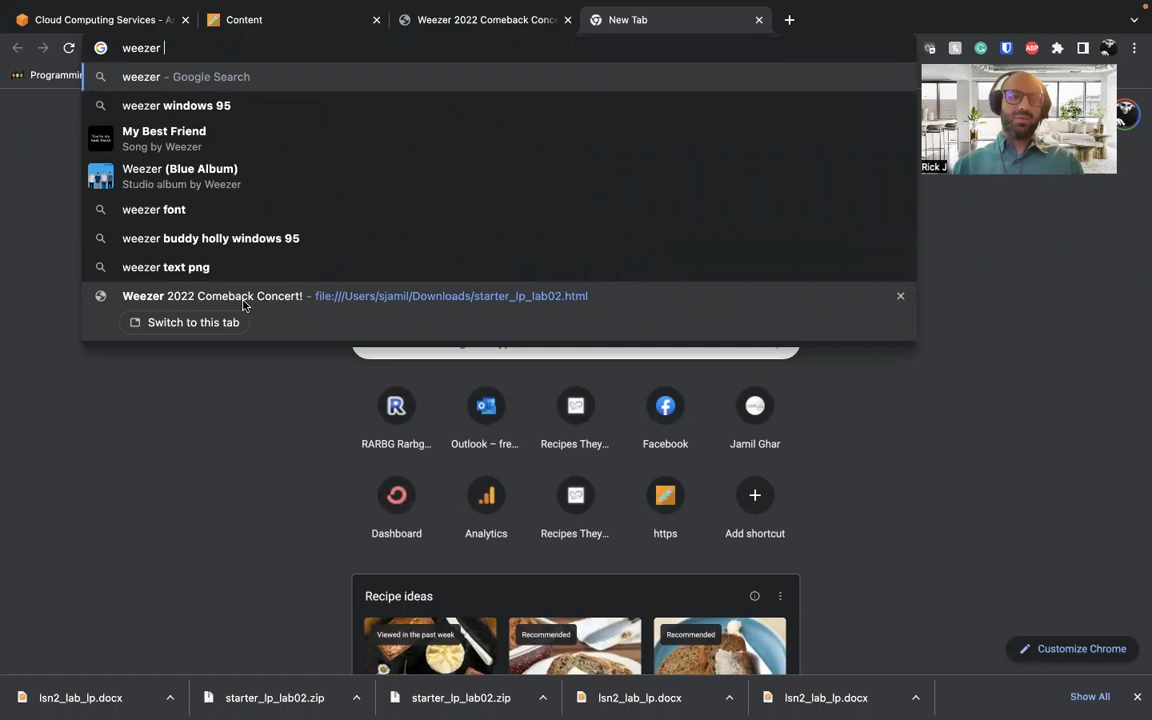 Cloud Computing Services - A
Content
Weezer 2022 Comeback Conc
New Tab
weezer
Programmin
weezer - Google Search
weezer windows 95
My Best Friend
Song by Weezer
Weezer (Blue Album)
Studio album by Weezer
weezer font
weezer buddy holly windows 95
weezer text png
Weezer 2022 Comeback Concert! - file:///Users/sjamil/Downloads/starter_lp_lab02.html
Switch to this tab
ABP
Rick J
RARBG Rarbg...
Outlook – fre...
Recipes They...
Facebook
Jamil Ghar
Dashboard
Analytics
Recipes They...
https
Add shortcut
Recipe ideas
Viewed in the past week
Recommended
Recommended
Customize Chrome
lsn2_lab_lp.docx
starter_lp_lab02.zip
starter_lp_lab02.zip
lsn2_lab_lp.docx
lsn2_lab_lp.docx
Show All